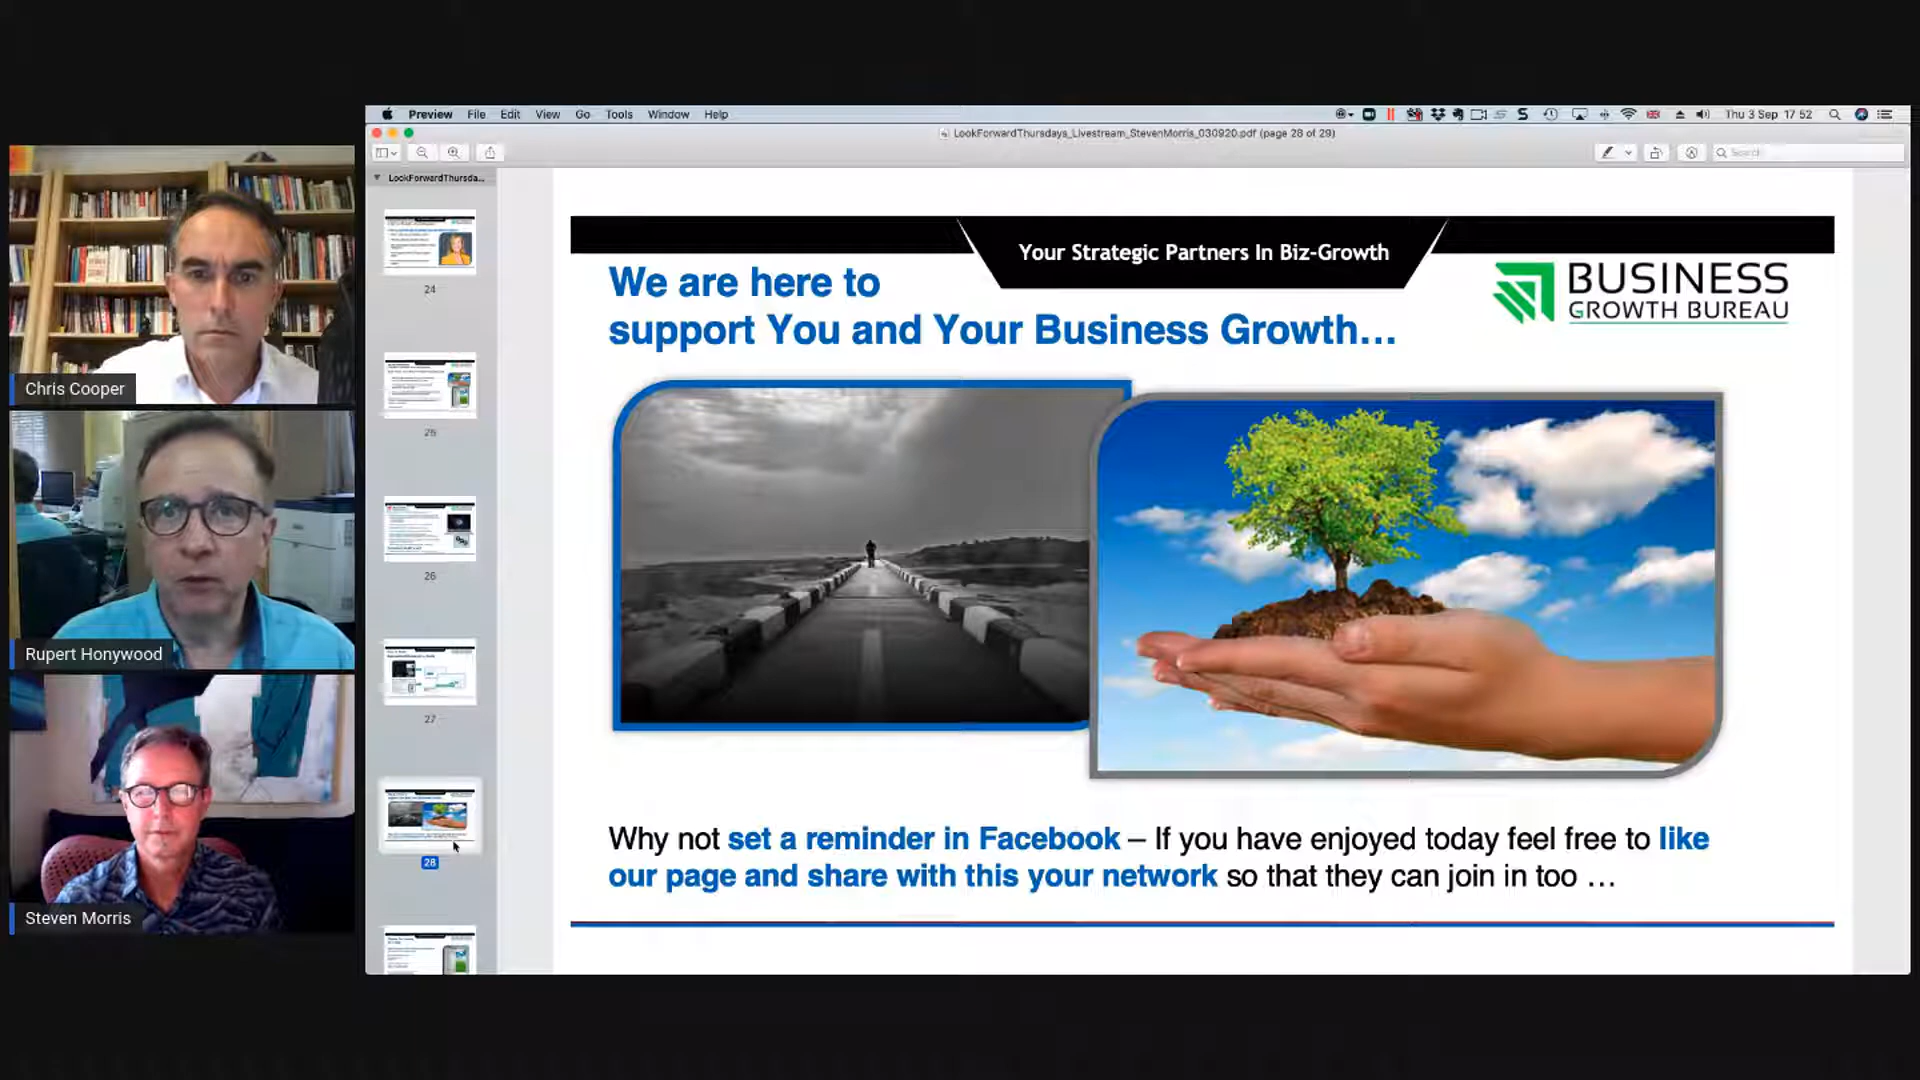 Preview File Edit View Go Tools Window Help
Thu 3 Sep 17 52
LookForwardThursdays_Livestream_StevenMorris_030920.pdf (page 28 of 29)
Search
LookForwardThursda...
24
25
26
27
28
Your Strategic Partners In Biz-Growth
We are here to
support You and Your Business Growth...
BUSINESS
GROWTH BUREAU
Why not set a reminder in Facebook – If you have enjoyed today feel free to like
our page and share with this your network so that they can join in too ...
Chris Cooper
Rupert Honywood
Steven Morris